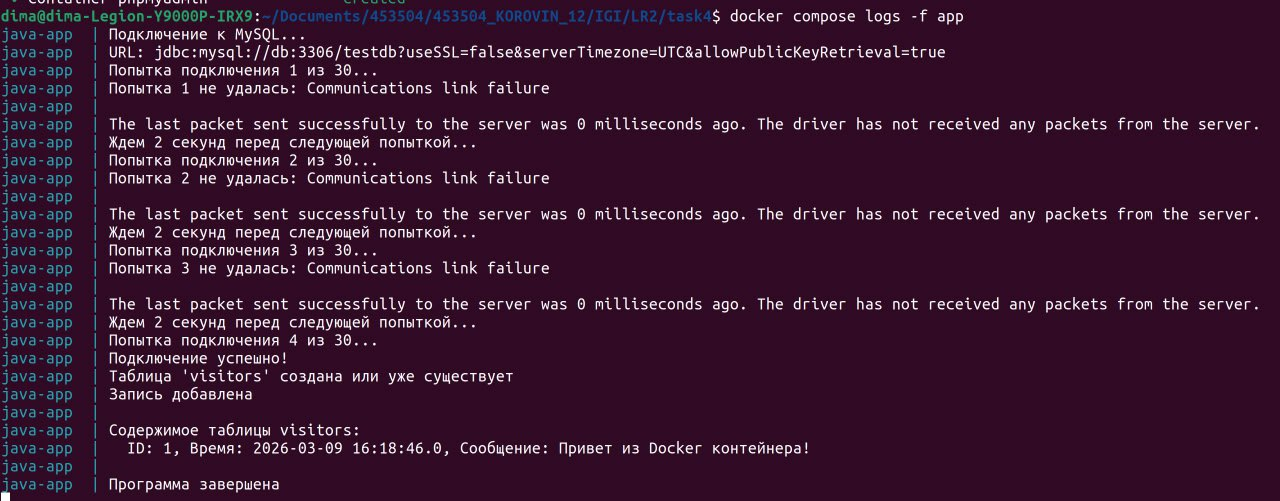 Container phpmyadmin Created
dima@dima-Legion-Y9000P-IRX9:~/Documents/453504/453504_KOROVIN_12/IGI/LR2/task4$ docker compose logs -f app
java-app | Подключение к MySQL...
java-app | URL: jdbc:mysql://db:3306/testdb?useSSL=false&serverTimezone=UTC&allowPublicKeyRetrieval=true
java-app | Попытка подключения 1 из 30...
java-app | Попытка 1 не удалась: Communications link failure
java-app |
java-app | The last packet sent successfully to the server was 0 milliseconds ago. The driver has not received any packets from the server.
java-app | Ждем 2 секунд перед следующей попыткой...
java-app | Попытка подключения 2 из 30...
java-app | Попытка 2 не удалась: Communications link failure
java-app |
java-app | The last packet sent successfully to the server was 0 milliseconds ago. The driver has not received any packets from the server.
java-app | Ждем 2 секунд перед следующей попыткой...
java-app | Попытка подключения 3 из 30...
java-app | Попытка 3 не удалась: Communications link failure
java-app |
java-app | The last packet sent successfully to the server was 0 milliseconds ago. The driver has not received any packets from the server.
java-app | Ждем 2 секунд перед следующей попыткой...
java-app | Попытка подключения 4 из 30...
java-app | Подключение успешно!
java-app | Таблица 'visitors' создана или уже существует
java-app | Запись добавлена
java-app |
java-app | Содержимое таблицы visitors:
java-app |   ID: 1, Время: 2026-03-09 16:18:46.0, Сообщение: Привет из Docker контейнера!
java-app |
java-app | Программа завершена